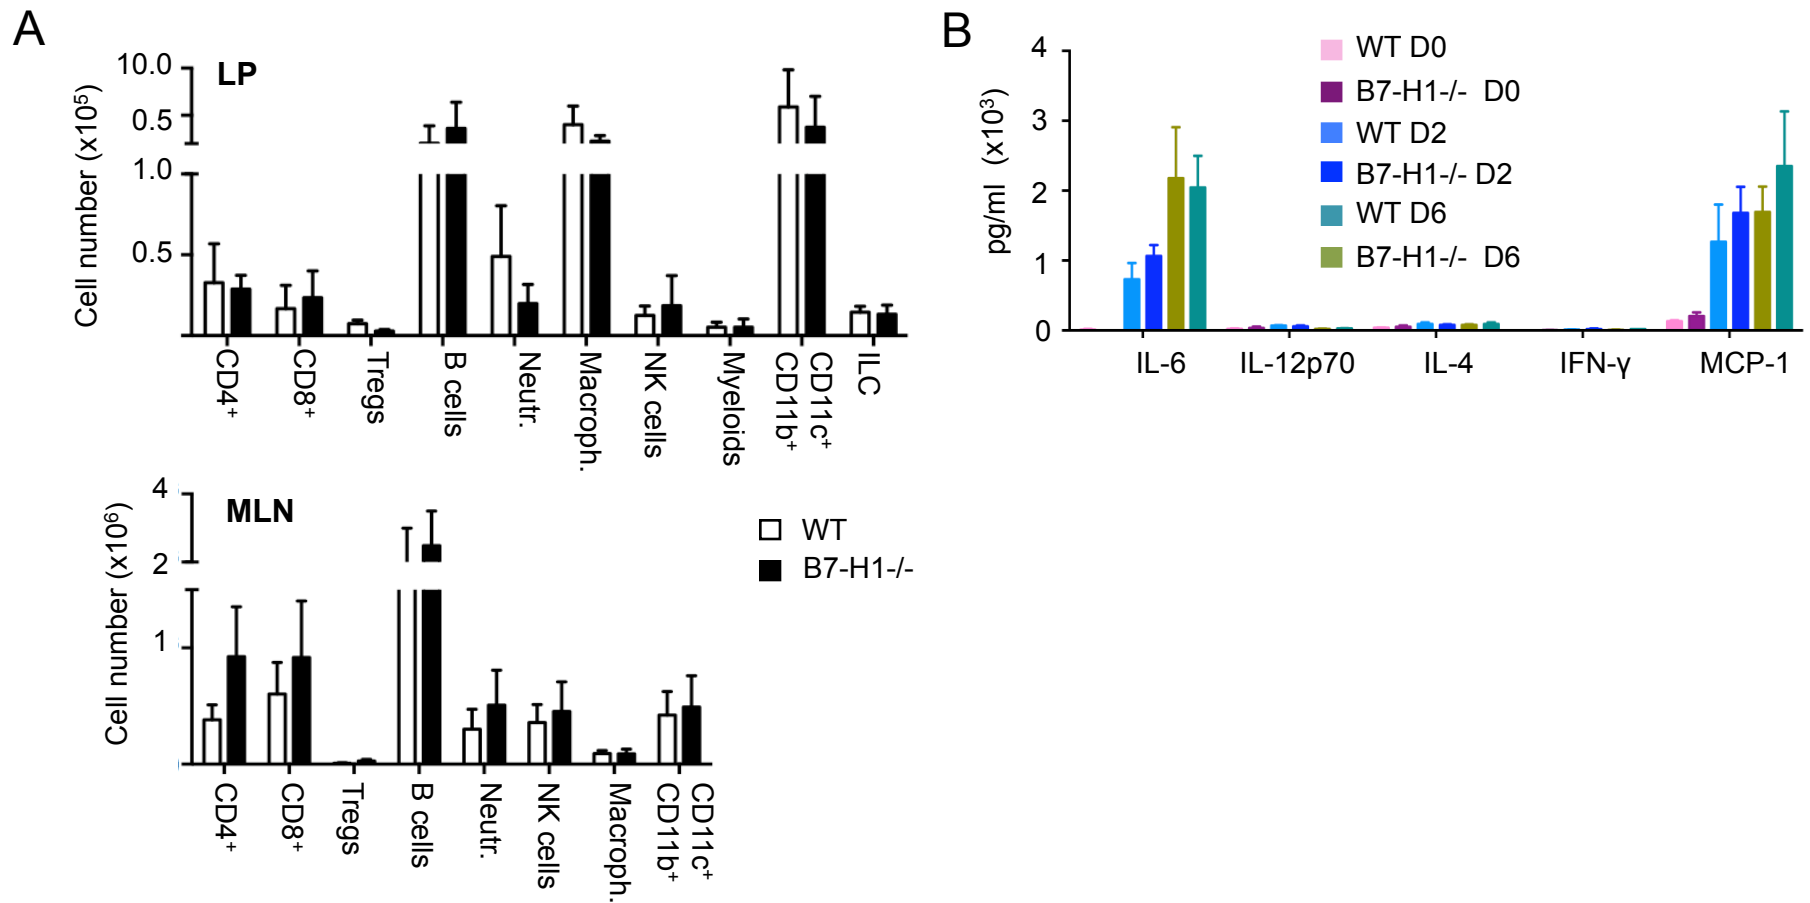 A
LP
Cell number (x10⁵)
10.0
0.5
1.0
0.5
CD4⁺
CD8⁺
Tregs
B cells
Neutr.
Macroph.
NK cells
Myeloids
CD11b⁺
CD11c⁺
ILC
MLN
Cell number (x10⁶)
4
2
1
CD4⁺
CD8⁺
Tregs
B cells
Neutr.
NK cells
Macroph.
CD11b⁺
CD11c⁺
WT
B7-H1-/-
B
pg/ml (x10³)
4
3
2
1
0
WT D0
B7-H1-/- D0
WT D2
B7-H1-/- D2
WT D6
B7-H1-/- D6
IL-6
IL-12p70
IL-4
IFN-γ
MCP-1